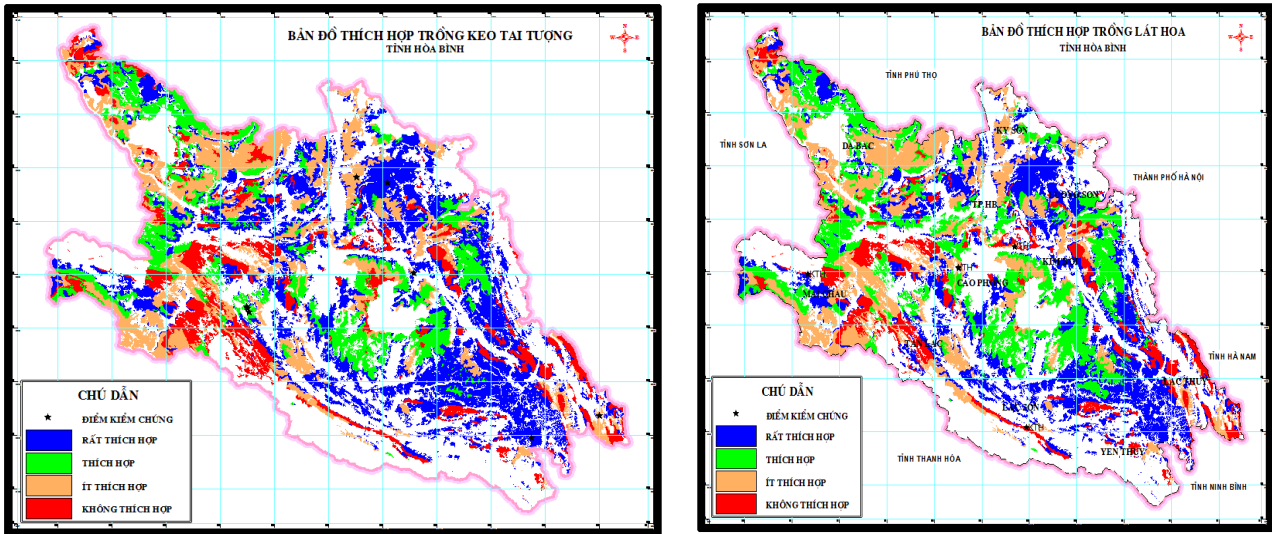 BẢN ĐỒ THÍCH HỢP TRỒNG KEO TAI TƯỢNG
TỈNH HÒA BÌNH
N
W E
S
CHÚ DẪN
ĐIỂM KIỂM CHỨNG
RẤT THÍCH HỢP
THÍCH HỢP
ÍT THÍCH HỢP
KHÔNG THÍCH HỢP
BẢN ĐỒ THÍCH HỢP TRỒNG LÁT HOA
TỈNH HÒA BÌNH
N
W E
S
TỈNH PHÚ THỌ
KỲ SƠN
TỈNH SƠN LA
ĐÀ BẮC
THÀNH PHỐ HÀ NỘI
TP.HB
CAO PHONG
MAI CHÂU
TỈNH HÀ NAM
LẠC THỦY
YÊN THỦY
TỈNH THANH HÓA
TỈNH NINH BÌNH
CHÚ DẪN
ĐIỂM KIỂM CHỨNG
RẤT THÍCH HỢP
THÍCH HỢP
ÍT THÍCH HỢP
KHÔNG THÍCH HỢP